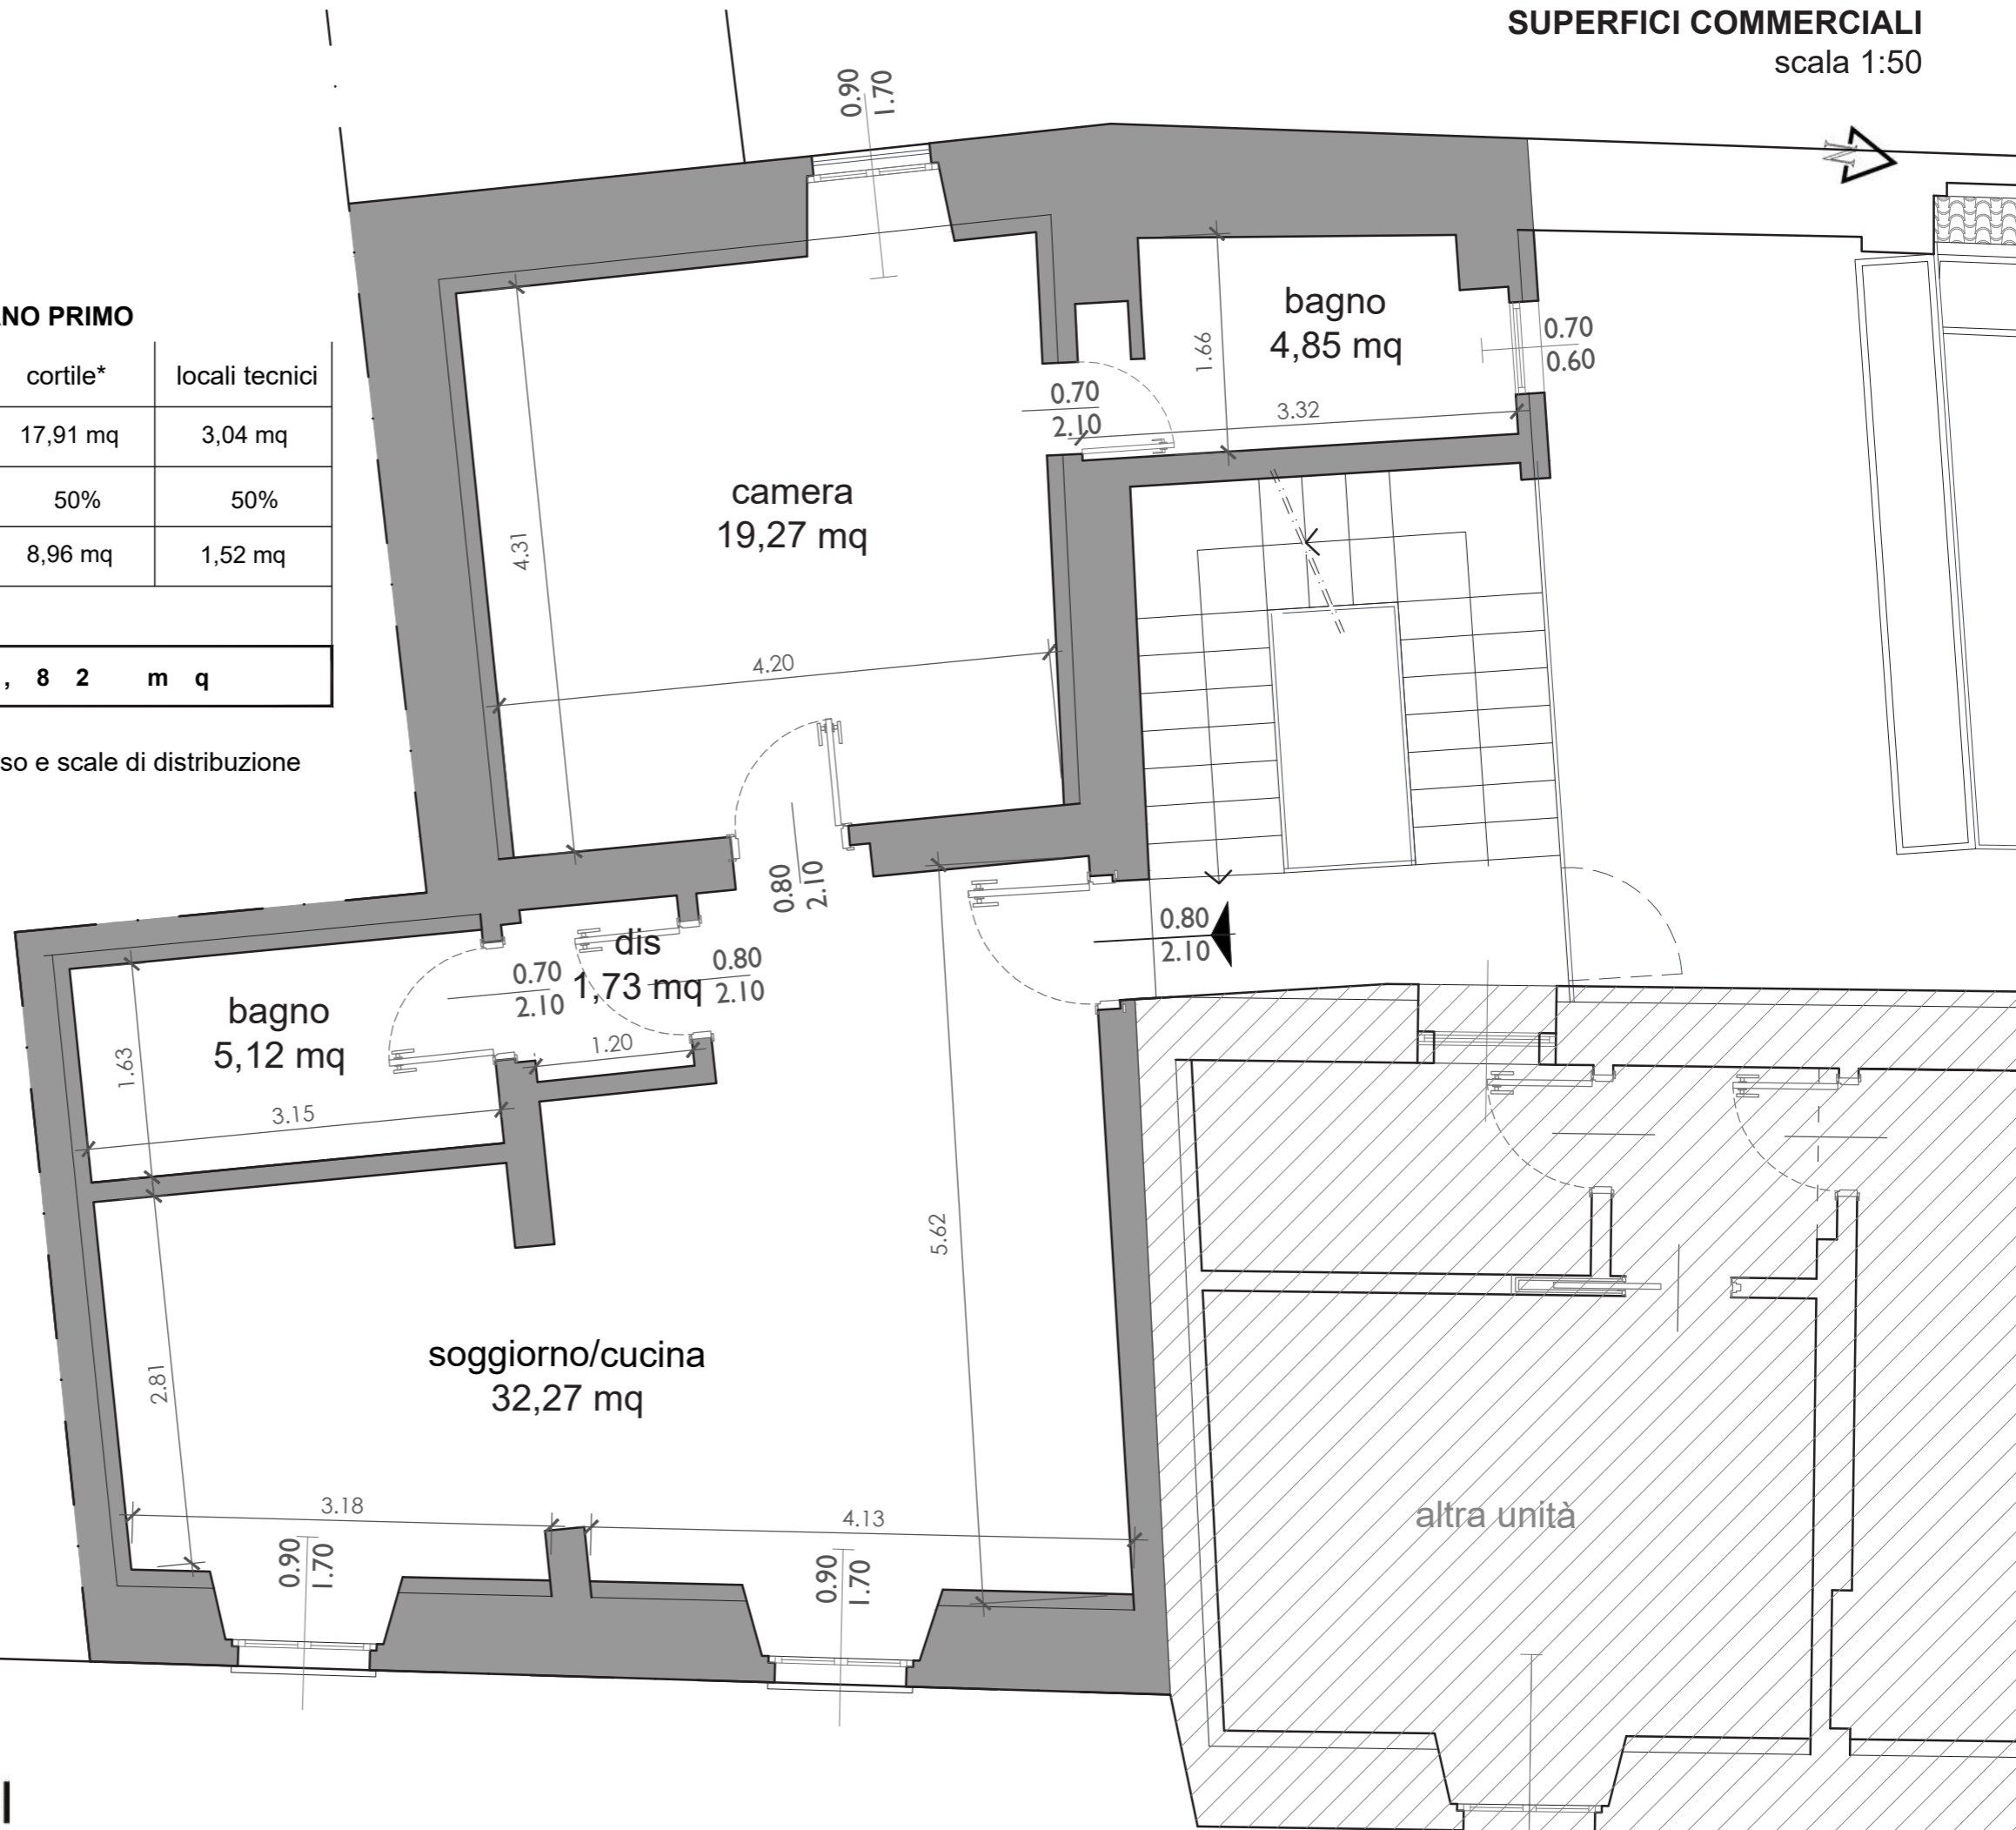 SUPERFICI COMMERCIALI
scala 1:50
0.90
1.70
N
NO PRIMO
cortile*
locali tecnici
17,91 mq
3,04 mq
50%
50%
8,96 mq
1,52 mq
, 8 2 m q
so e scale di distribuzione
bagno
4,85 mq
1.66
3.32
0.70
0.60
0.70
2.10
camera
19,27 mq
4.31
4.20
0.80
2.10
0.80
2.10
dis
1,73 mq
0.70
2.10
0.80
2.10
1.20
bagno
5,12 mq
1.63
3.15
5.62
2.81
soggiorno/cucina
32,27 mq
3.18
4.13
0.90
1.70
0.90
1.70
altra unità